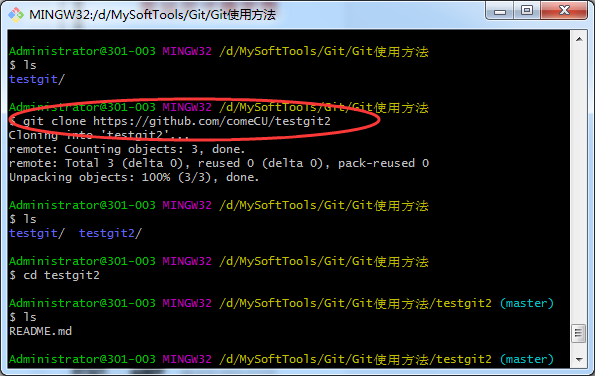 MINGW32:/d/MySoftTools/Git/Git使用方法
Administrator@301-003 MINGW32 /d/MySoftTools/Git/Git使用方法
$ ls
testgit/
Administrator@301-003 MINGW32 /d/MySoftTools/Git/Git使用方法
$ git clone https://github.com/comeCU/testgit2
Cloning into 'testgit2'...
remote: Counting objects: 3, done.
remote: Total 3 (delta 0), reused 0 (delta 0), pack-reused 0
Unpacking objects: 100% (3/3), done.
Administrator@301-003 MINGW32 /d/MySoftTools/Git/Git使用方法
$ ls
testgit/  testgit2/
Administrator@301-003 MINGW32 /d/MySoftTools/Git/Git使用方法
$ cd testgit2
Administrator@301-003 MINGW32 /d/MySoftTools/Git/Git使用方法/testgit2 (master)
$ ls
README.md
Administrator@301-003 MINGW32 /d/MySoftTools/Git/Git使用方法/testgit2 (master)